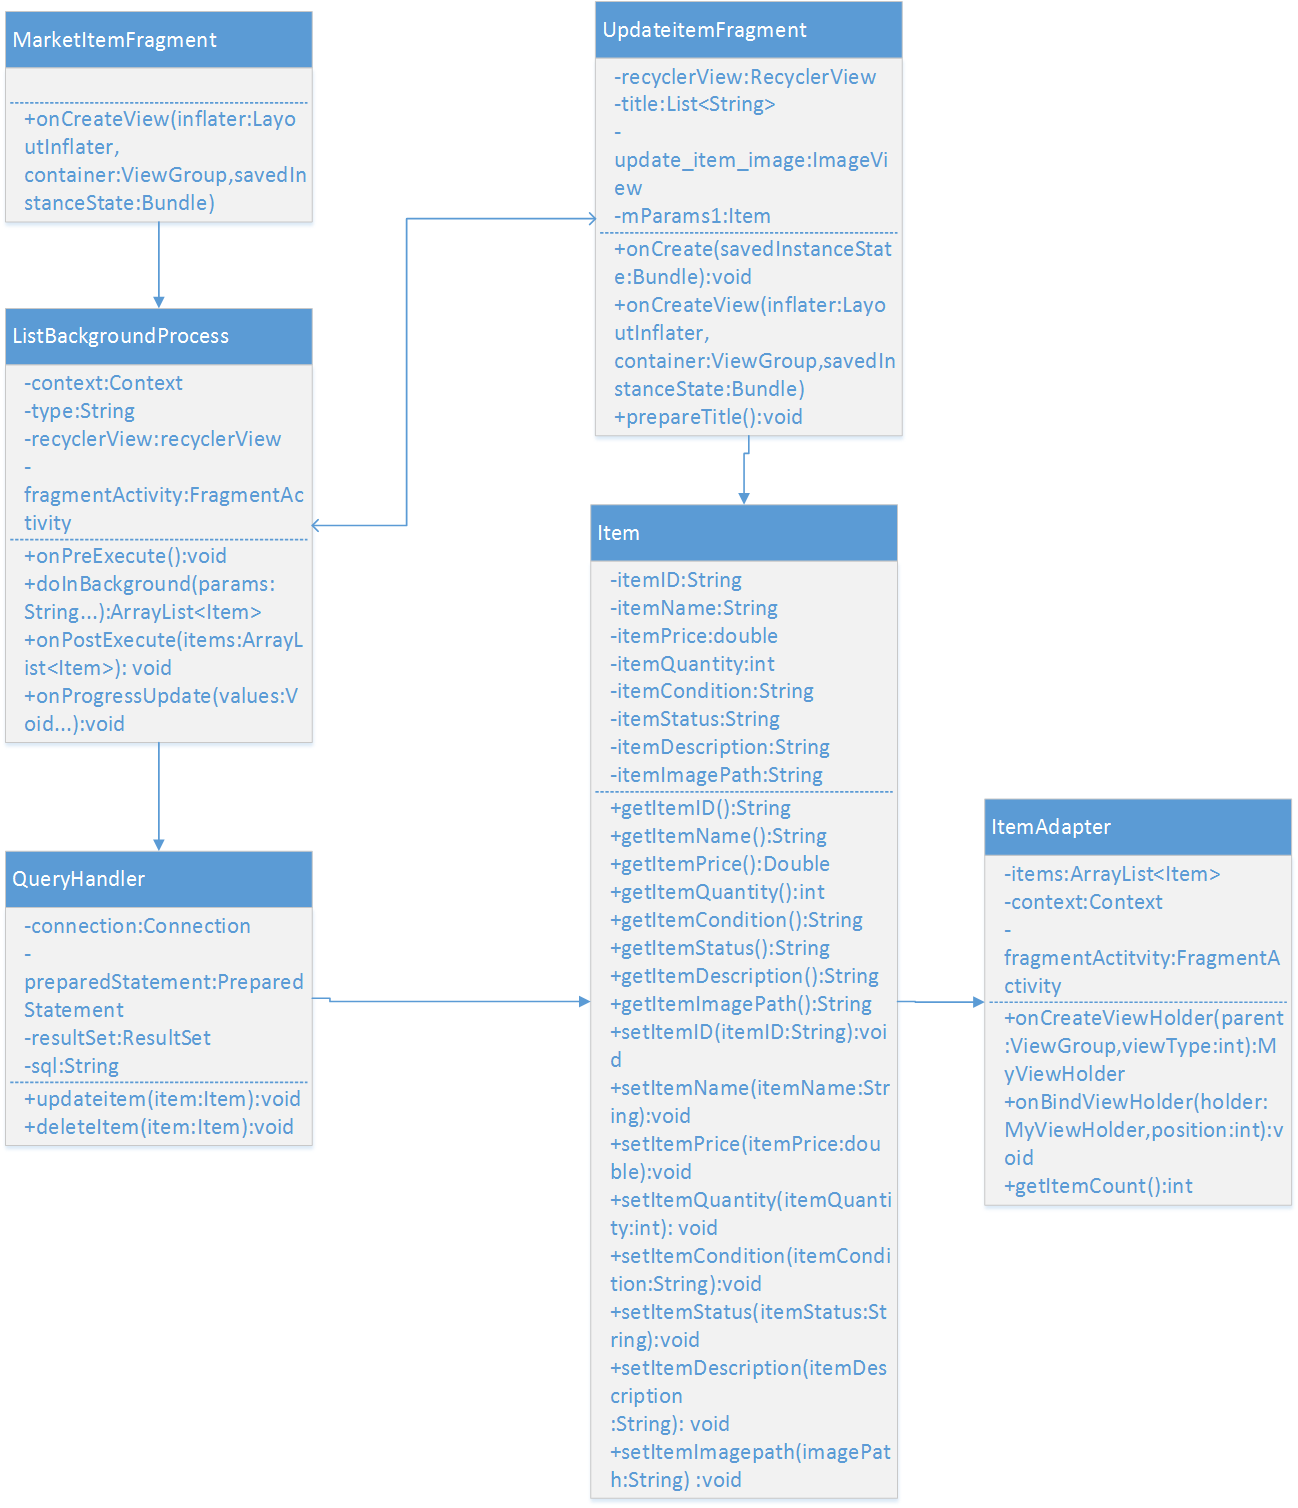 MarketItemFragment
+onCreateView(inflater:Layo
utInflater,
container:ViewGroup,savedIn
stanceState:Bundle)
UpdateitemFragment
-recyclerView:RecyclerView
-title:List<String>
-
update_item_image:ImageVi
ew
-mParams1:Item
+onCreate(savedInstanceStat
e:Bundle):void
+onCreateView(inflater:Layo
utInflater,
container:ViewGroup,savedIn
stanceState:Bundle)
+prepareTitle():void
ListBackgroundProcess
-context:Context
-type:String
-recyclerView:recyclerView
-
fragmentActivity:FragmentAc
tivity
+onPreExecute():void
+doInBackground(params:
String...):ArrayList<Item>
+onPostExecute(items:ArrayL
ist<Item>): void
+onProgressUpdate(values:V
oid...):void
QueryHandler
-connection:Connection
-
preparedStatement:Prepared
Statement
-resultSet:ResultSet
-sql:String
+updateitem(item:Item):void
+deleteItem(item:Item):void
Item
-itemID:String
-itemName:String
-itemPrice:double
-itemQuantity:int
-itemCondition:String
-itemStatus:String
-itemDescription:String
-itemImagePath:String
+getItemID():String
+getItemName():String
+getItemPrice():Double
+getItemQuantity():int
+getItemCondition():String
+getItemStatus():String
+getItemDescription():String
+getItemImagePath():String
+setItemID(itemID:String):voi
d
+setItemName(itemName:Str
ing):void
+setItemPrice(itemPrice:dou
ble):void
+setItemQuantity(itemQuanti
ty:int): void
+setItemCondition(itemCondi
tion:String):void
+setItemStatus(itemStatus:St
ring):void
+setItemDescription(itemDes
cription
:String): void
+setItemImagepath(imagePat
h:String) :void
ItemAdapter
-items:ArrayList<Item>
-context:Context
-
fragmentActitvity:FragmentA
ctivity
+onCreateViewHolder(parent
:ViewGroup,viewType:int):M
yViewHolder
+onBindViewHolder(holder:
MyViewHolder,position:int):v
oid
+getItemCount():int